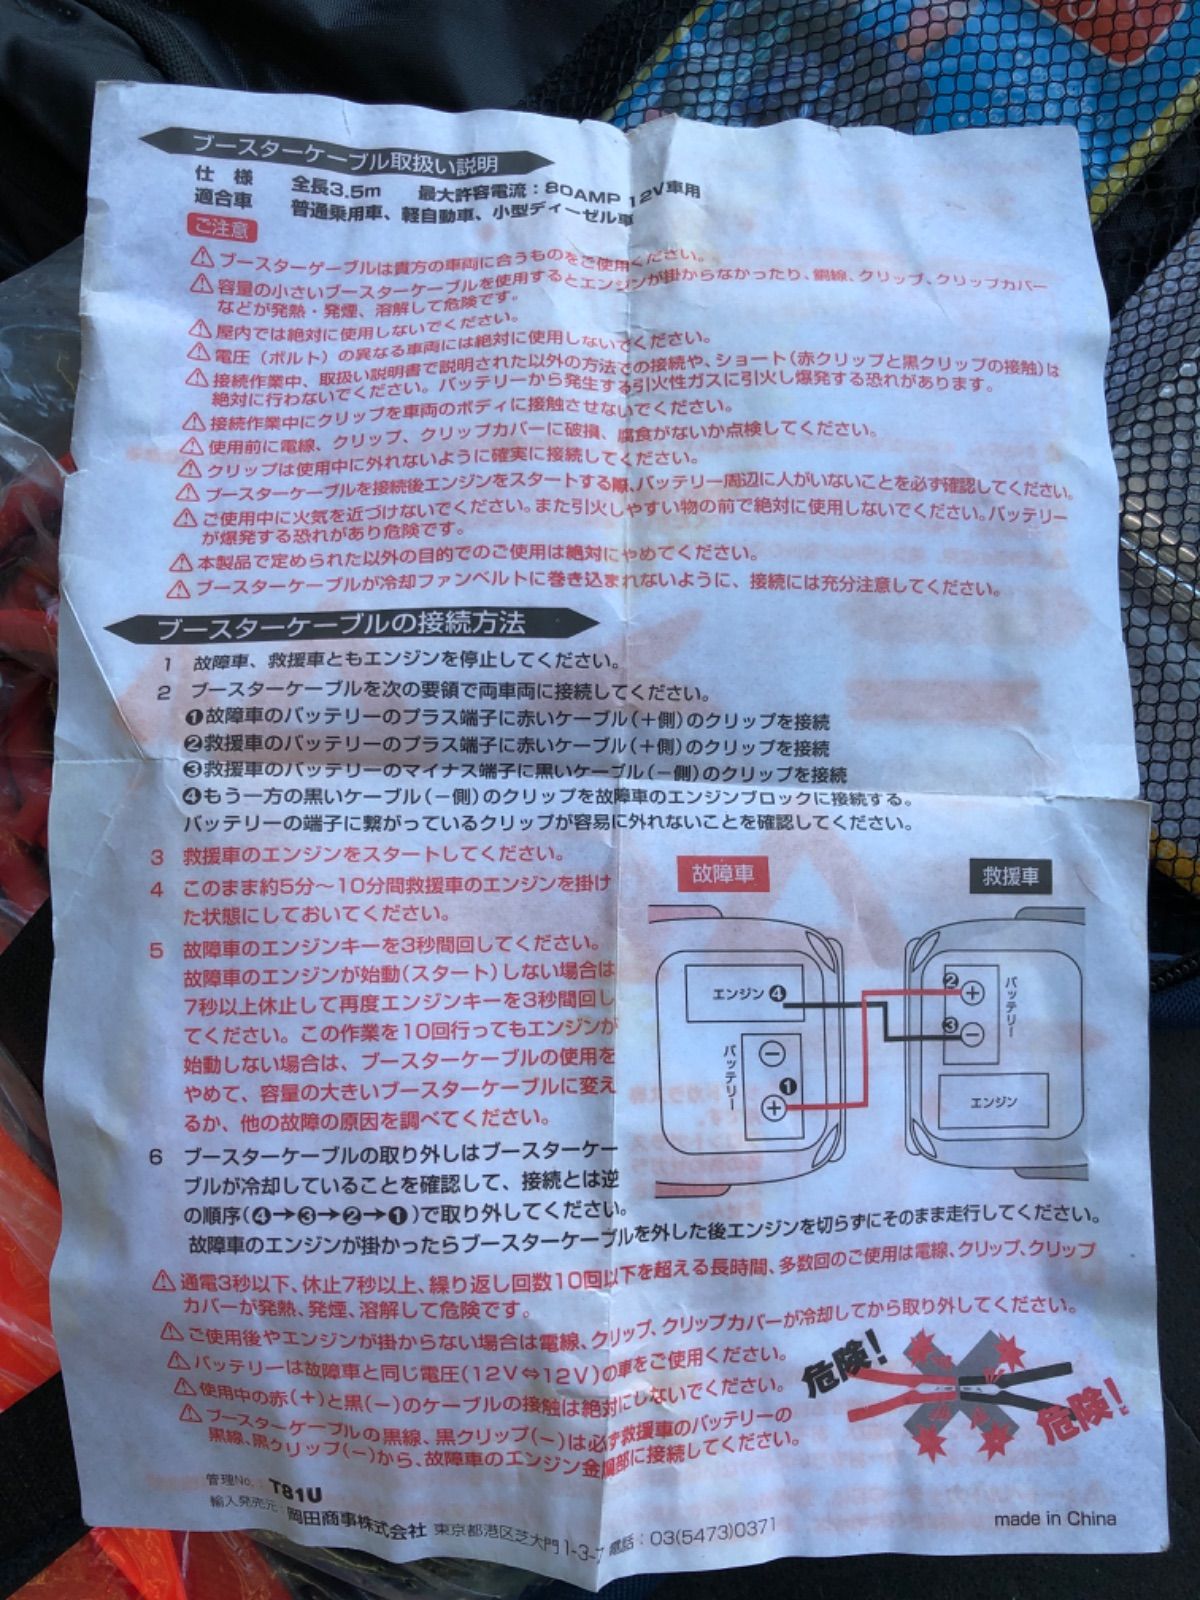 ブースターケーブル取扱い説明
仕 様 全長3.5m 最大許容電流：80AMP 12V車用
適合車 普通乗用車、軽自動車、小型ディーゼル車
ご注意
⚠ブースターケーブルは貴方の車両に合うものをご使用ください。
⚠容量の小さいブースターケーブルを使用するとエンジンが掛からなかったり、銅線、クリップ、クリップカバー
などが発熱・発煙、溶解して危険です。
⚠屋内では絶対に使用しないでください。
⚠電圧（ボルト）の異なる車両には絶対に使用しないでください。
⚠接続作業中、取扱い説明書で説明された以外の方法での接続や、ショート（赤クリップと黒クリップの接触）は
絶対に行わないでください。バッテリーから発生する引火性ガスに引火し爆発する恐れがあります。
⚠接続作業中にクリップを車両のボディに接触させないでください。
⚠使用前に電線、クリップ、クリップカバーに破損、腐食がないか点検してください。
⚠クリップは使用中に外れないように確実に接続してください。
⚠ブースターケーブルを接続後エンジンをスタートする際、バッテリー周辺に人がいないことを必ず確認してください。
⚠ご使用中に火気を近づけないでください。また引火しやすい物の前で絶対に使用しないでください。バッテリー
が爆発する恐れがあり危険です。
⚠本製品で定められた以外の目的でのご使用は絶対にやめてください。
⚠ブースターケーブルが冷却ファンベルトに巻き込まれないように、接続には充分注意してください。
ブースターケーブルの接続方法
1 故障車、救援車ともエンジンを停止してください。
2 ブースターケーブルを次の要領で両車両に接続してください。
❶故障車のバッテリーのプラス端子に赤いケーブル(＋側)のクリップを接続
❷救援車のバッテリーのプラス端子に赤いケーブル(＋側)のクリップを接続
❸救援車のバッテリーのマイナス端子に黒いケーブル(－側)のクリップを接続
❹もう一方の黒いケーブル(－側)のクリップを故障車のエンジンブロックに接続する。
バッテリーの端子に繋がっているクリップが容易に外れないことを確認してください。
3 救援車のエンジンをスタートしてください。
4 このまま約5分～10分間救援車のエンジンを掛け
た状態にしておいてください。
5 故障車のエンジンキーを3秒間回してください。
故障車のエンジンが始動(スタート)しない場合は
7秒以上休止して再度エンジンキーを3秒間回し
てください。この作業を10回行ってもエンジンが
始動しない場合は、ブースターケーブルの使用を
やめて、容量の大きいブースターケーブルに変え
るか、他の故障の原因を調べてください。
6 ブースターケーブルの取り外しはブースターケー
ブルが冷却していることを確認して、接続とは逆
の順序(❹→❸→❷→❶)で取り外してください。
故障車のエンジンが掛かったらブースターケーブルを外した後エンジンを切らずにそのまま走行してください。
故障車
救援車
エンジン❹
バッテリー
−
❶
＋
❷
＋
❸
−
バッテリー
エンジン
⚠通電3秒以下、休止7秒以上、繰り返し回数10回以下を超える長時間、多数回のご使用は電線、クリップ、クリップ
カバーが発熱、発煙、溶解して危険です。
⚠ご使用後やエンジンが掛からない場合は電線、クリップ、クリップカバーが冷却してから取り外してください。
⚠バッテリーは故障車と同じ電圧(12V⇔12V)の車をご使用ください。
⚠使用中の赤(＋)と黒(－)のケーブルの接触は絶対にしないでください。
⚠ブースターケーブルの黒線、黒クリップ(－)は必ず救援車のバッテリーの
黒線、黒クリップ(－)から、故障車のエンジン金属部に接続してください。
危険！
危険！
管理No. T81U
輸入発売元：岡田商事株式会社 東京都港区芝大門1-3-7 電話：03(5473)0371
made in China